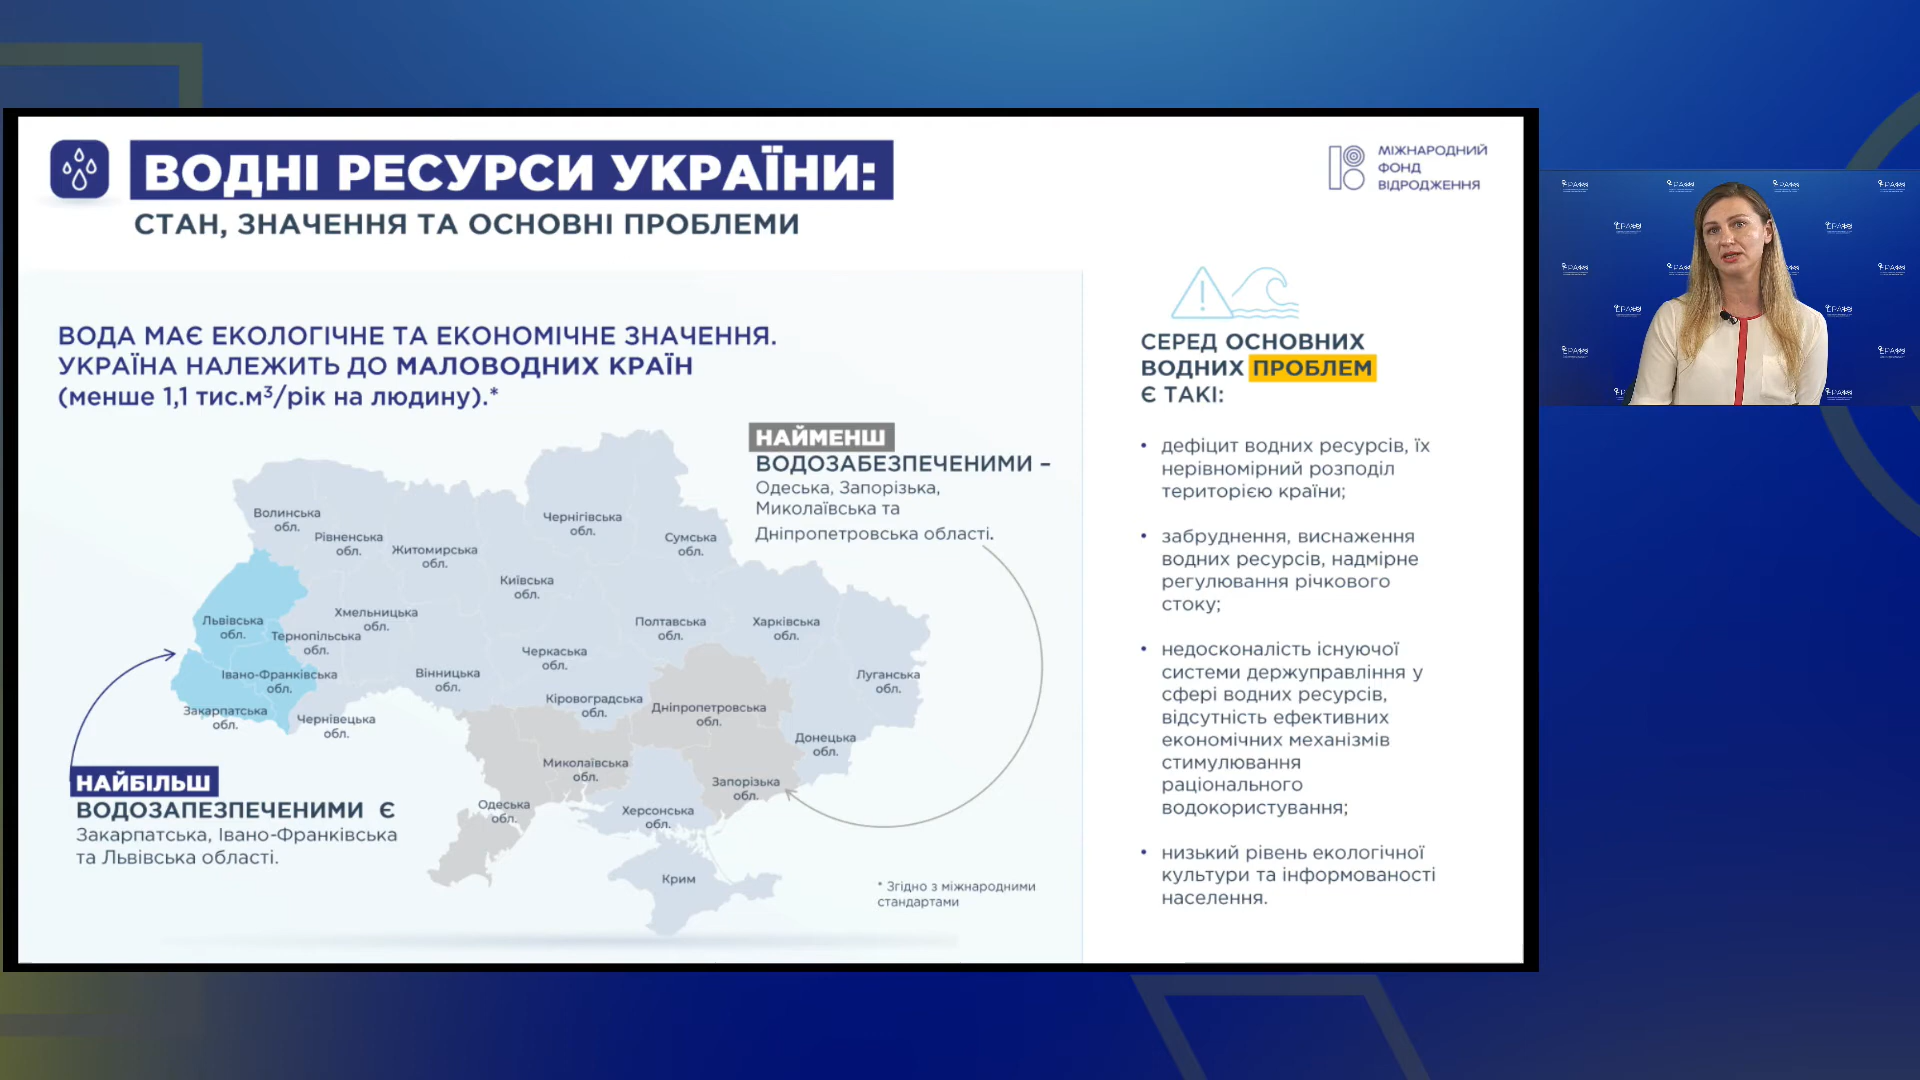 ВОДНІ РЕСУРСИ УКРАЇНИ:
СТАН, ЗНАЧЕННЯ ТА ОСНОВНІ ПРОБЛЕМИ
МІЖНАРОДНИЙ
ФОНД
ВІДРОДЖЕННЯ
ВОДА МАЄ ЕКОЛОГІЧНЕ ТА ЕКОНОМІЧНЕ ЗНАЧЕННЯ.
УКРАЇНА НАЛЕЖИТЬ ДО МАЛОВОДНИХ КРАЇН
(менше 1,1 тис.м³/рік на людину).*
НАЙМЕНШ
ВОДОЗАБЕЗПЕЧЕНИМИ –
Одеська, Запорізька,
Миколаївська та
Дніпропетровська області.
Волинська
обл.
Рівненська
обл.
Житомирська
обл.
Чернігівська
обл.
Сумська
обл.
Київська
обл.
Львівська
обл.
Тернопільська
обл.
Хмельницька
обл.
Полтавська
обл.
Харківська
обл.
Черкаська
обл.
Івано-Франківська
обл.
Вінницька
обл.
Луганська
обл.
Закарпатська
обл.
Чернівецька
обл.
Кіровоградська
обл.
Дніпропетровська
обл.
Донецька
обл.
Миколаївська
обл.
Запорізька
обл.
Одеська
обл.
Херсонська
обл.
Крим
НАЙБІЛЬШ
ВОДОЗАПЕЗПЕЧЕНИМИ Є
Закарпатська, Івано-Франківська
та Львівська області.
* Згідно з міжнародними
стандартами
СЕРЕД ОСНОВНИХ
ВОДНИХ ПРОБЛЕМ
Є ТАКІ:
• дефіцит водних ресурсів, їх
нерівномірний розподіл
територією країни;
• забруднення, виснаження
водних ресурсів, надмірне
регулювання річкового
стоку;
• недосконалість існуючої
системи держуправління у
сфері водних ресурсів,
відсутність ефективних
економічних механізмів
стимулювання
раціонального
водокористування;
• низький рівень екологічної
культури та інформованості
населення.